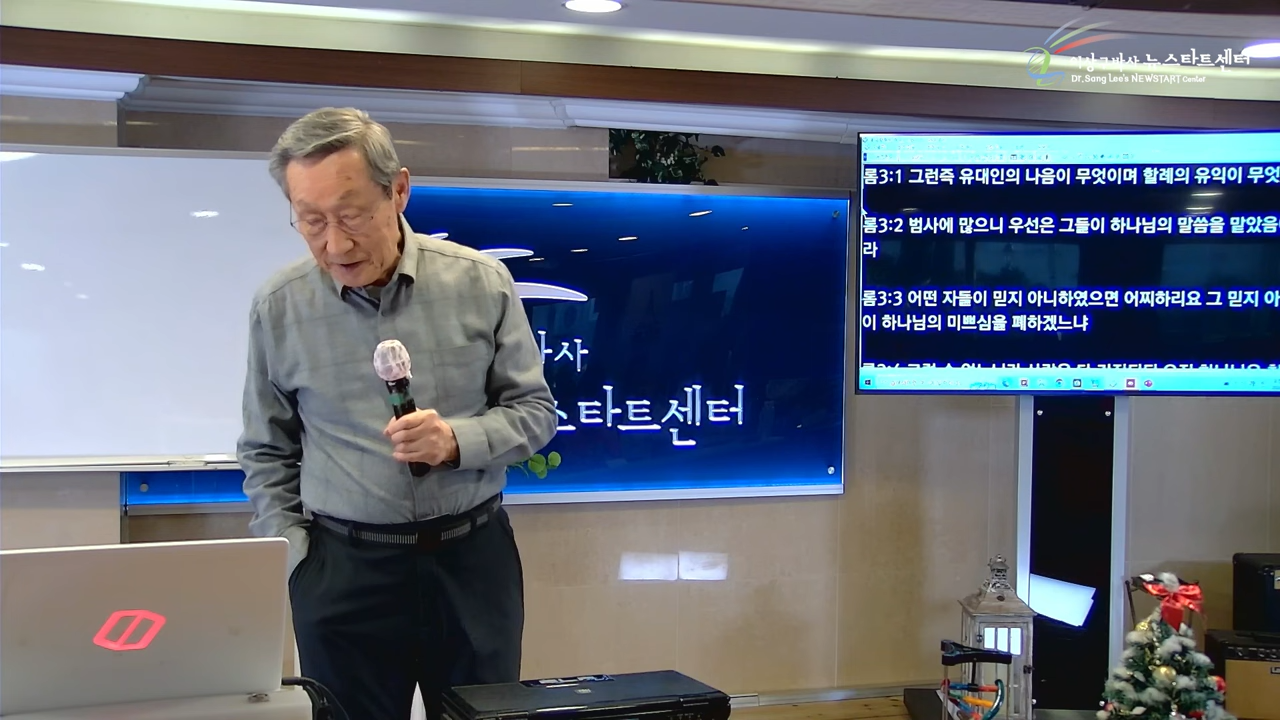 이상구박사 뉴스타트센터
Dr. Sang Lee's NEWSTART Center
롬3:1 그런즉 유대인의 나음이 무엇이며 할례의 유익이
롬3:2 범사에 많으니 우선은 그들이 하나님의 말씀을 맡았음
라
롬3:3 어떤 자들이 믿지 아니하였으면 어찌하리요 그 믿지
이 하나님의 미쁘심을 폐하겠느냐
사
스타트센터